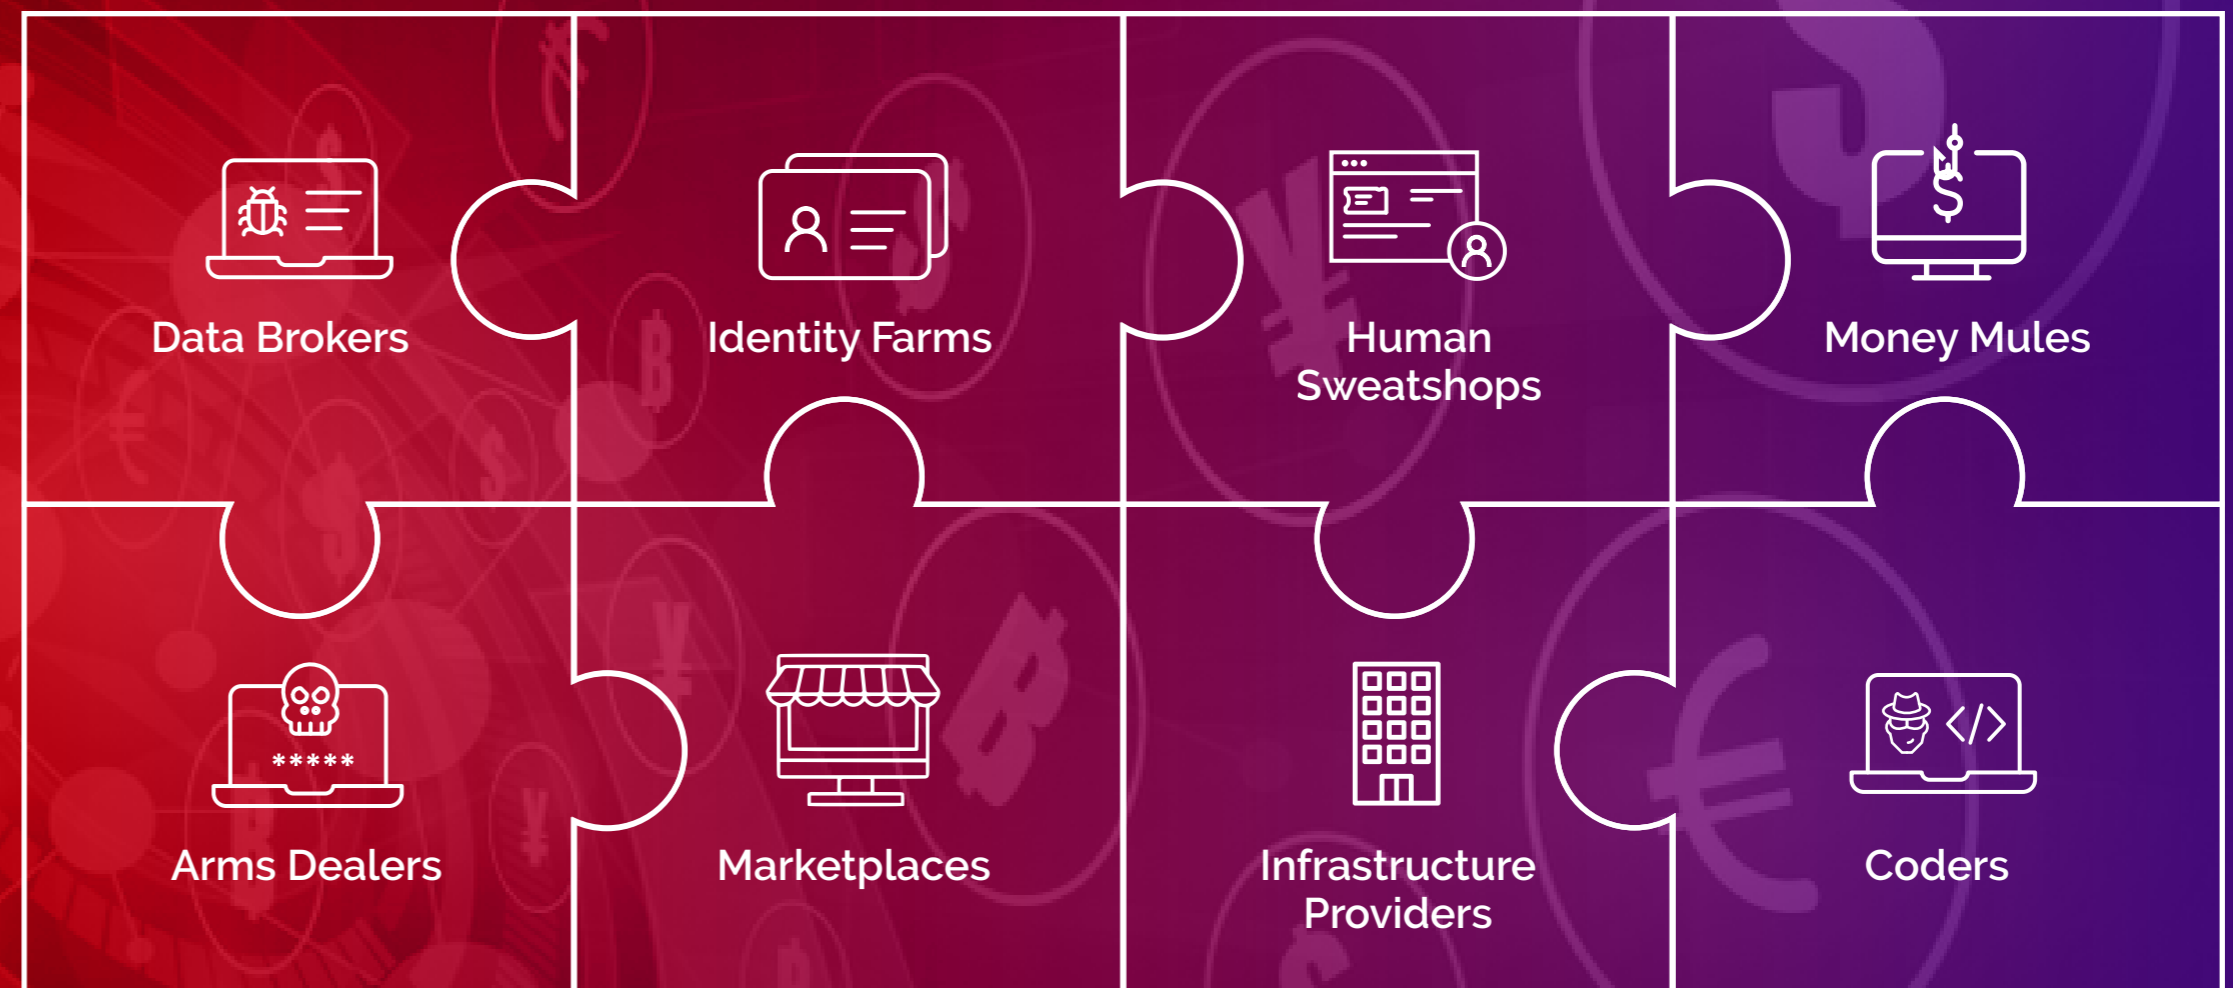 Data Brokers
Identity Farms
Human
Sweatshops
Money Mules
*****
Arms Dealers
Marketplaces
Infrastructure
Providers
</>
Coders